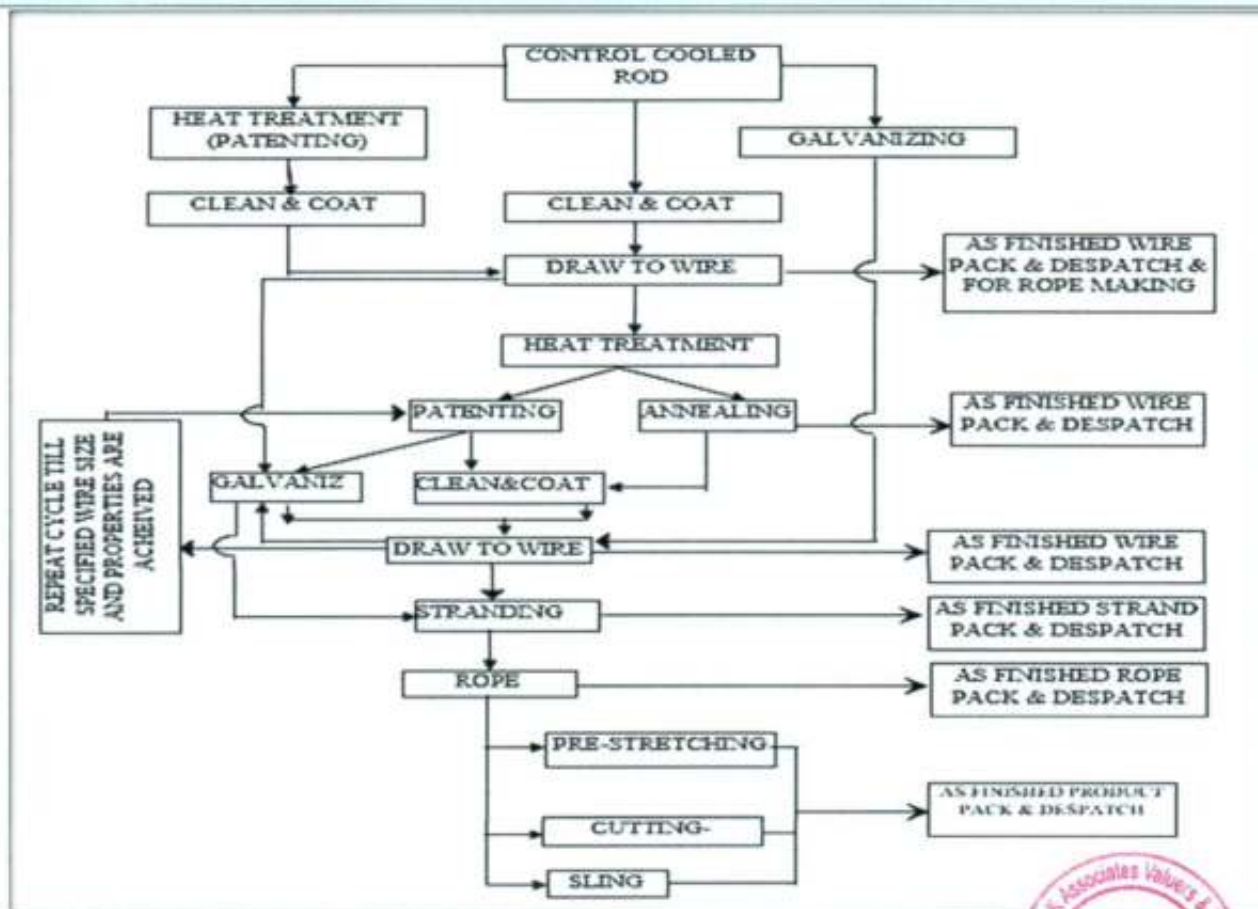 CONTROL COOLED
ROD
HEAT TREATMENT
(PATENTING)
GALVANIZING
CLEAN & COAT
CLEAN & COAT
DRAW TO WIRE
AS FINISHED WIRE
PACK & DESPATCH &
FOR ROPE MAKING
HEAT TREATMENT
PATENTING
ANNEALING
AS FINISHED WIRE
PACK & DESPATCH
REPEAT CYCLE TILL
SPECIFIED WIRE SIZE
AND PROPERTIES ARE
ACHEIVED
GALVANIZ
CLEAN&COAT
DRAW TO WIRE
AS FINISHED WIRE
PACK & DESPATCH
STRANDING
AS FINISHED STRAND
PACK & DESPATCH
ROPE
AS FINISHED ROPE
PACK & DESPATCH
PRE-STRETCHING
AS FINISHED PRODUCT
PACK & DESPATCH
CUTTING-
SLING
Associates Valuers &